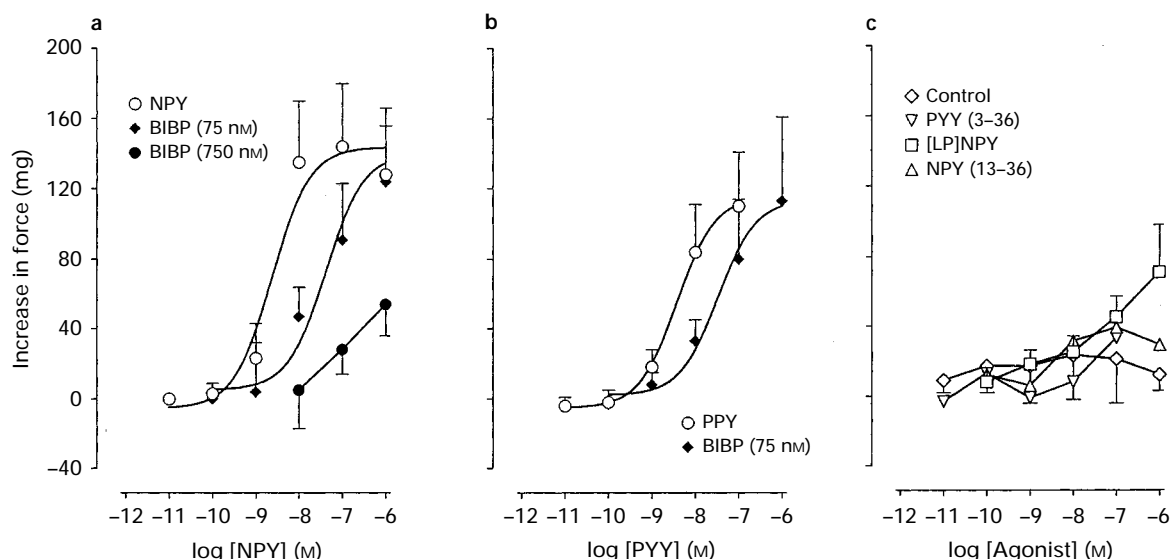 a
200
160
120
80
40
0
−40
Increase in force (mg)
NPY
BIBP (75 nM)
BIBP (750 nM)
−12 −11 −10 −9 −8 −7 −6
log [NPY] (M)
b
PPY
BIBP (75 nM)
−12 −11 −10 −9 −8 −7 −6
log [PYY] (M)
c
Control
PYY (3–36)
[LP]NPY
NPY (13–36)
−12 −11 −10 −9 −8 −7 −6
log [Agonist] (M)